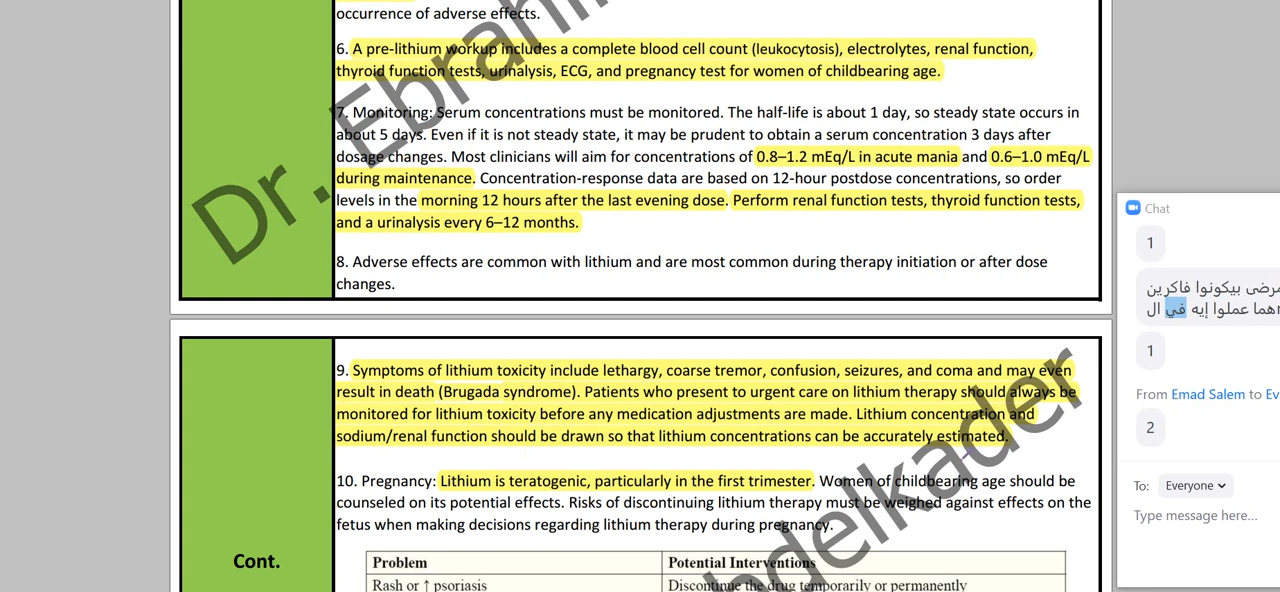 occurrence of adverse effects.
6. A pre-lithium workup includes a complete blood cell count (leukocytosis), electrolytes, renal function,
thyroid function tests, urinalysis, ECG, and pregnancy test for women of childbearing age.
7. Monitoring: Serum concentrations must be monitored. The half-life is about 1 day, so steady state occurs in
about 5 days. Even if it is not steady state, it may be prudent to obtain a serum concentration 3 days after
dosage changes. Most clinicians will aim for concentrations of 0.8–1.2 mEq/L in acute mania and 0.6–1.0 mEq/L
during maintenance. Concentration-response data are based on 12-hour postdose concentrations, so order
levels in the morning 12 hours after the last evening dose. Perform renal function tests, thyroid function tests,
and a urinalysis every 6–12 months.
8. Adverse effects are common with lithium and are most common during therapy initiation or after dose
changes.
9. Symptoms of lithium toxicity include lethargy, coarse tremor, confusion, seizures, and coma and may even
result in death (Brugada syndrome). Patients who present to urgent care on lithium therapy should always be
monitored for lithium toxicity before any medication adjustments are made. Lithium concentration and
sodium/renal function should be drawn so that lithium concentrations can be accurately estimated.
10. Pregnancy: Lithium is teratogenic, particularly in the first trimester. Women of childbearing age should be
counseled on its potential effects. Risks of discontinuing lithium therapy must be weighed against effects on the
fetus when making decisions regarding lithium therapy during pregnancy.
Cont.
Problem Potential Interventions
Rash or ↑ psoriasis Discontinue the drug temporarily or permanently
Dr. Ebrahim
bdelkader
Chat
1
مرضى بيكونوا فاكرين
هما عملوا إيه في ال
1
From Emad Salem to Ev
2
To: Everyone
Type message here...